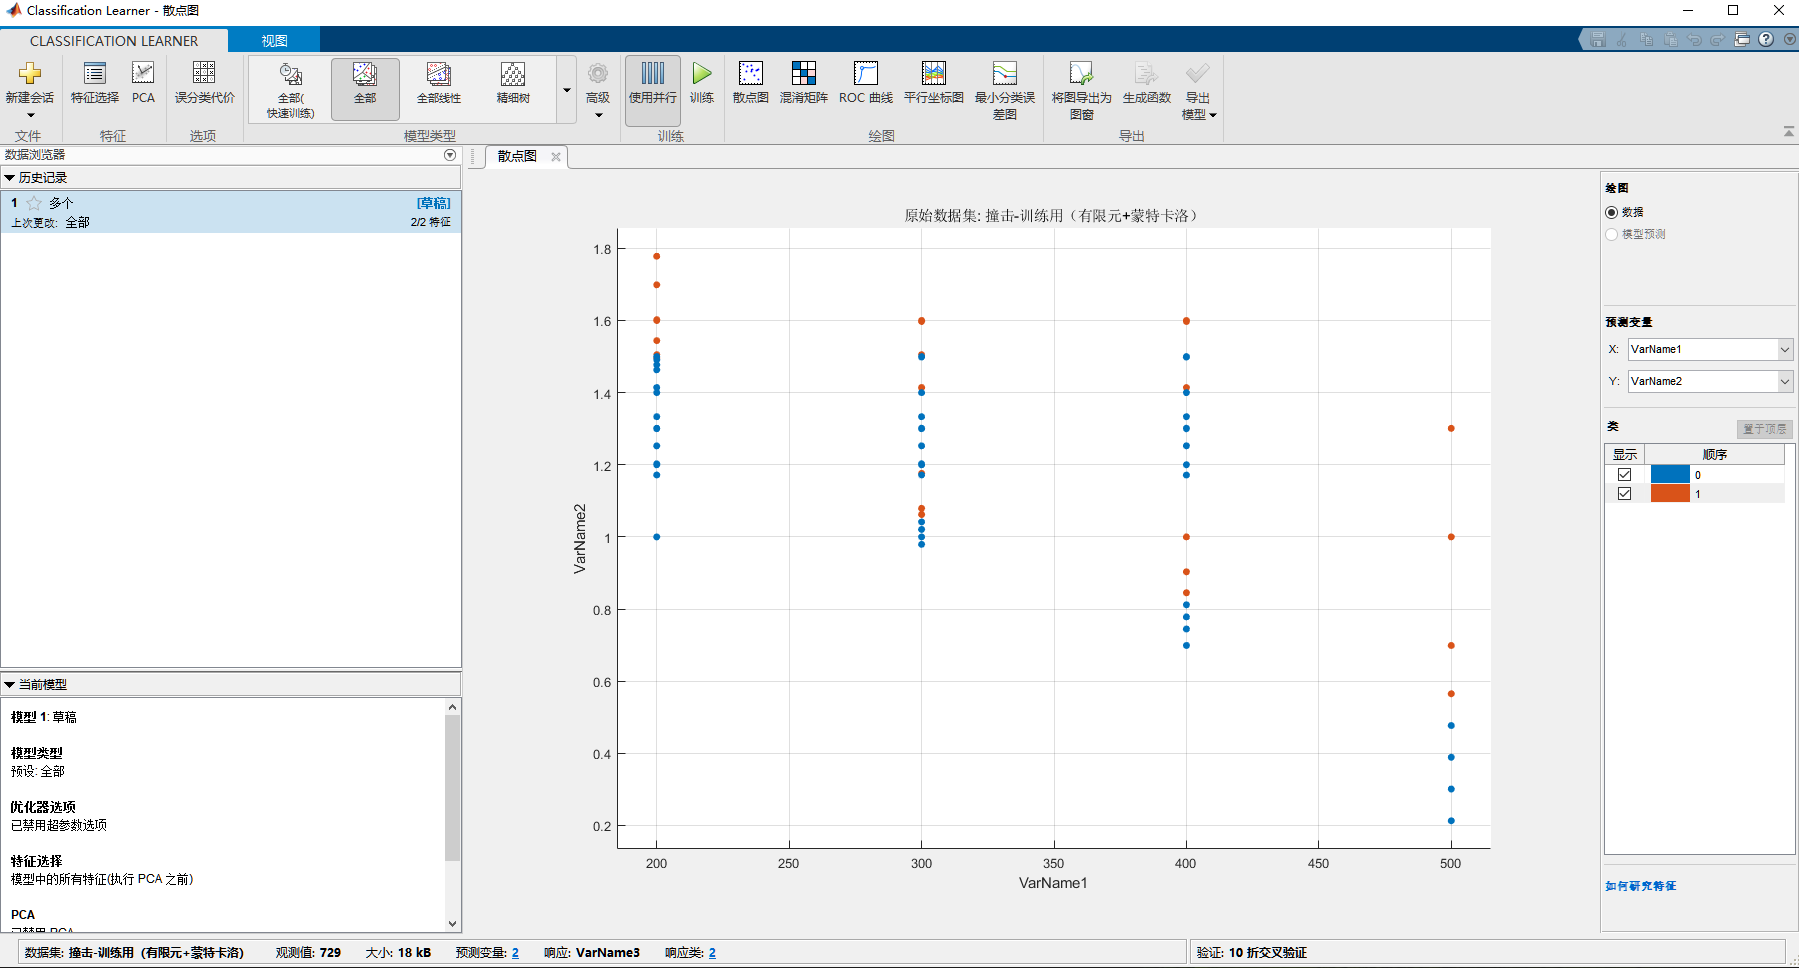 Classification Learner - 散点图
CLASSIFICATION LEARNER
视图
新建会话
特征选择
PCA
误分类代价
全部(
快速训练)
全部
全部线性
精细树
高级
使用并行
训练
散点图
混淆矩阵
ROC 曲线
平行坐标图
最小分类误
差图
将图导出为
图窗
生成函数
导出
模型
文件
特征
选项
模型类型
训练
绘图
导出
数据浏览器
历史记录
1 多个 [草稿]
上次更改: 全部 2/2 特征
当前模型
模型 1: 草稿
模型类型
预设: 全部
优化器选项
已禁用超参数选项
特征选择
模型中的所有特征(执行 PCA 之前)
PCA
已禁用 PCA
散点图
原始数据集: 撞击-训练用（有限元+蒙特卡洛）
1.8
1.6
1.4
1.2
1
0.8
0.6
0.4
0.2
VarName2
200 250 300 350 400 450 500
VarName1
绘图
数据
模型预测
预测变量
X: VarName1
Y: VarName2
类
置于顶层
显示 顺序
0
1
如何研究特征
数据集: 撞击-训练用（有限元+蒙特卡洛） 观测值: 729 大小: 18 kB 预测变量: 2 响应: VarName3 响应类: 2 验证: 10 折交叉验证